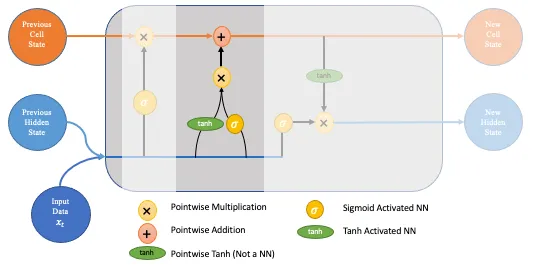 Previous
Cell
State
New
Cell
State
×
+
×
tanh
tanh
σ
σ
σ
×
Previous
Hidden
State
New
Hidden
State
Input
Data
xₜ
× Pointwise Multiplication
+ Pointwise Addition
tanh Pointwise Tanh (Not a NN)
σ Sigmoid Activated NN
Tanh Activated NN
tanh